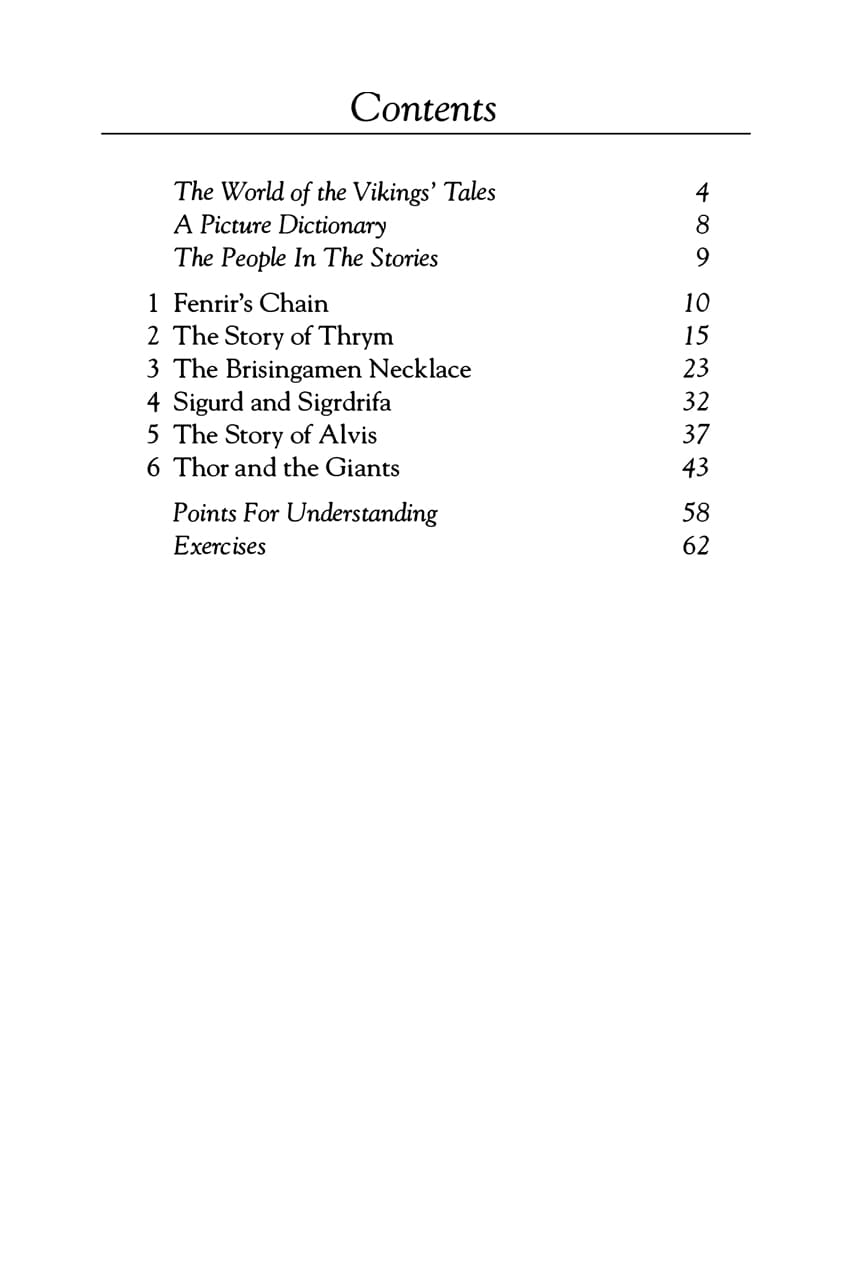 Contents
The World of the Vikings’ Tales 4
A Picture Dictionary 8
The People In The Stories 9
1 Fenrir’s Chain 10
2 The Story of Thrym 15
3 The Brisingamen Necklace 23
4 Sigurd and Sigrdrifa 32
5 The Story of Alvis 37
6 Thor and the Giants 43
Points For Understanding 58
Exercises 62